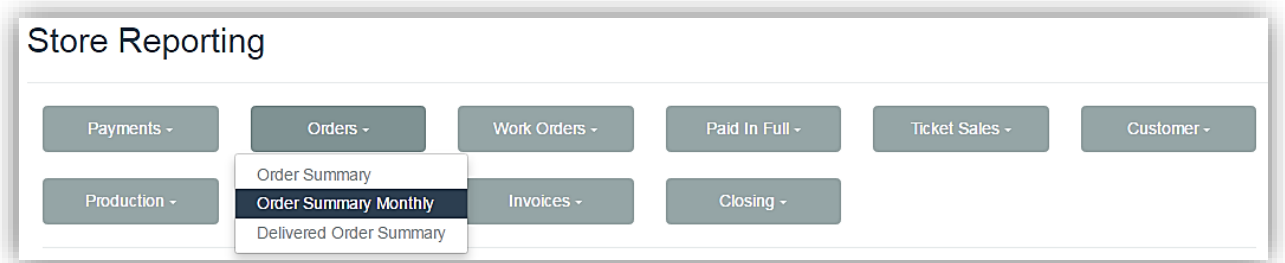 Store Reporting
Payments Orders Work Orders Paid In Full Ticket Sales Customer
Order Summary
Production Order Summary Monthly Invoices Closing
Delivered Order Summary